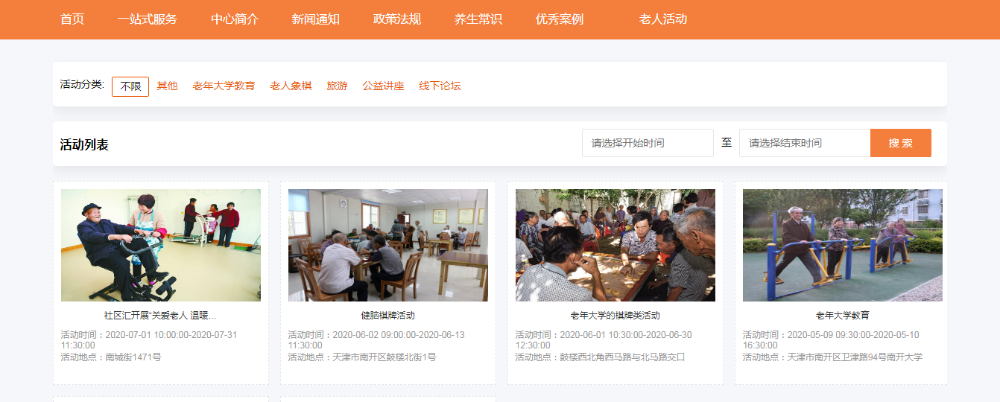 首页 一站式服务 中心简介 新闻通知 政策法规 养生常识 优秀案例 老人活动
活动分类: 不限 其他 老年大学教育 老人象棋 旅游 公益讲座 线下论坛
活动列表 请选择开始时间 至 请选择结束时间 搜 索
社区汇开展“关爱老人 温暖...
活动时间：2020-07-01 10:00:00-2020-07-31
11:30:00
活动地点：南城街1471号
健脑棋牌活动
活动时间：2020-06-02 09:00:00-2020-06-13
11:30:00
活动地点：天津市南开区鼓楼北街1号
老年大学的棋牌类活动
活动时间：2020-06-01 10:30:00-2020-06-30
12:30:00
活动地点：鼓楼西北角西马路与北马路交口
老年大学教育
活动时间：2020-05-09 09:30:00-2020-05-10
16:30:00
活动地点：天津市南开区卫津路94号南开大学